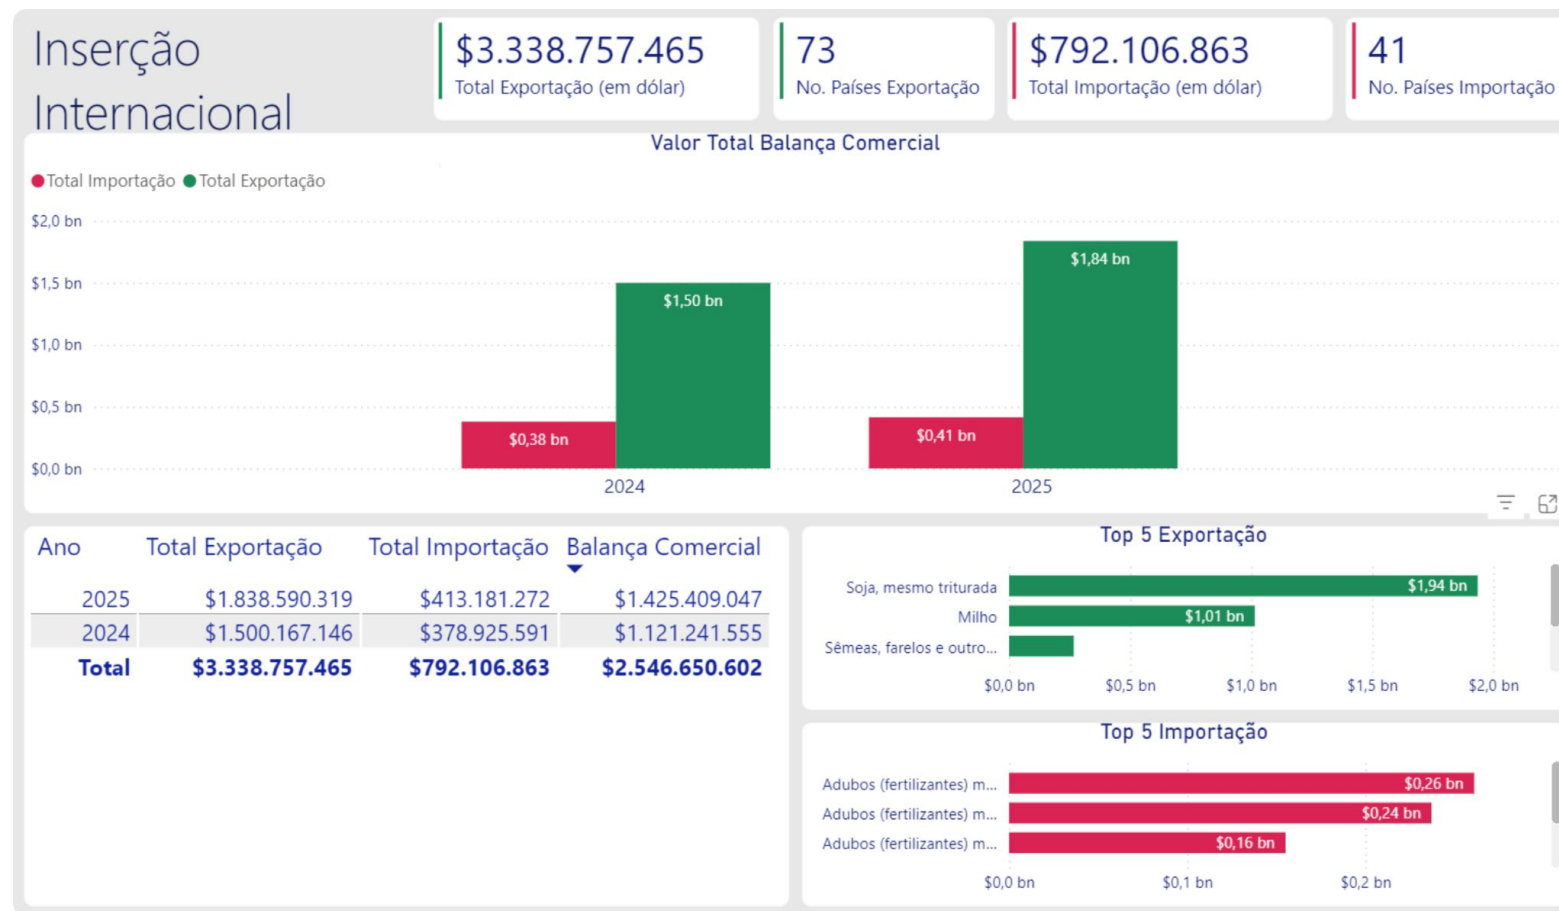 Inserção
Internacional
$3.338.757.465
Total Exportação (em dólar)
73
No. Países Exportação
$792.106.863
Total Importação (em dólar)
41
No. Países Importação
Valor Total Balança Comercial
Total Importação Total Exportação
$2,0 bn
$1,5 bn
$1,0 bn
$0,5 bn
$0,0 bn
$0,38 bn
$1,50 bn
$0,41 bn
$1,84 bn
2024 2025
Ano Total Exportação Total Importação Balança Comercial
2025 $1.838.590.319 $413.181.272 $1.425.409.047
2024 $1.500.167.146 $378.925.591 $1.121.241.555
Total $3.338.757.465 $792.106.863 $2.546.650.602
Top 5 Exportação
Soja, mesmo triturada $1,94 bn
Milho $1,01 bn
Sêmeas, farelos e outro...
$0,0 bn $0,5 bn $1,0 bn $1,5 bn $2,0 bn
Top 5 Importação
Adubos (fertilizantes) m... $0,26 bn
Adubos (fertilizantes) m... $0,24 bn
Adubos (fertilizantes) m... $0,16 bn
$0,0 bn $0,1 bn $0,2 bn